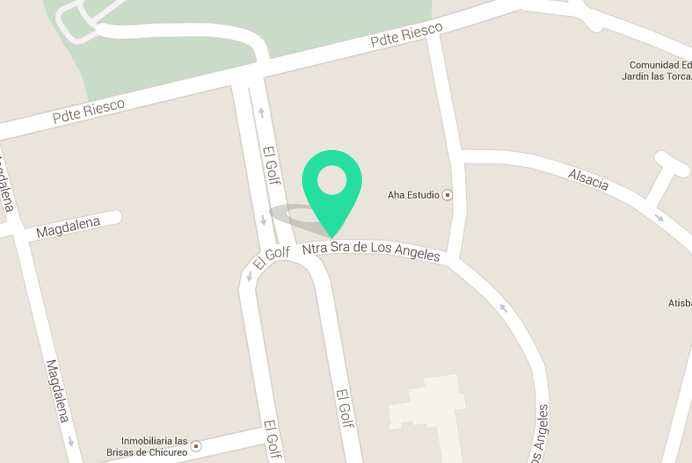 Pdte Riesco
Comunidad Ed
Jardin las Torca
Pdte Riesco
El Golf
Magdalena
Alsacia
Aha Estudio
Magdalena
El Golf
Ntra Sra de Los Angeles
Atisba
Magdalena
El Golf
os Angeles
El Golf
Inmobiliaria las
Brisas de Chicureo